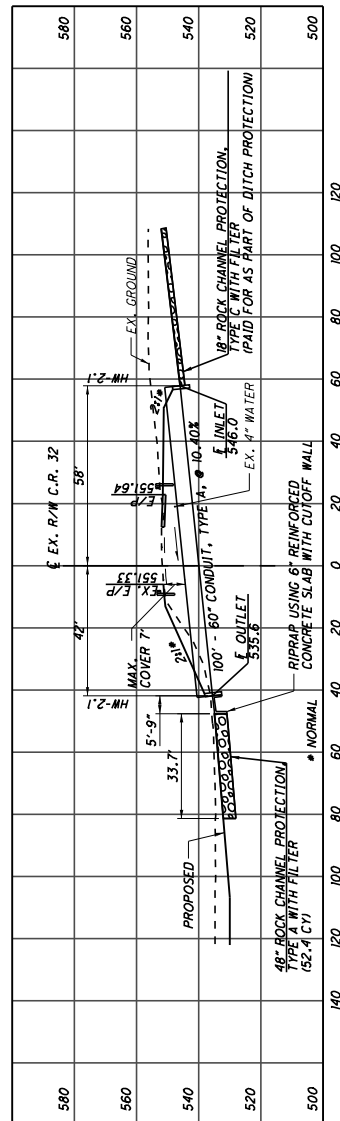 580
560
540
520
500
℄ EX. R/W C.R. 32
42'
58'
HW-2.1
HW-2.1
EX. GROUND
EX. E/P
551.33
E/P
551.64
2:1*
2:1*
MAX.
COVER 7'
5'-9"
33.7'
100' - 60" CONDUIT, TYPE A, @ 10.40%
EX. 4" WATER
℄ INLET
546.0
℄ OUTLET
535.6
18" ROCK CHANNEL PROTECTION,
TYPE C WITH FILTER
(PAID FOR AS PART OF DITCH PROTECTION)
RIPRAP USING 6" REINFORCED
CONCRETE SLAB WITH CUTOFF WALL
* NORMAL
PROPOSED
48" ROCK CHANNEL PROTECTION,
TYPE A WITH FILTER
(52.4 CY)
580
560
540
520
500
140
120
100
80
60
40
20
0
20
40
60
80
100
120